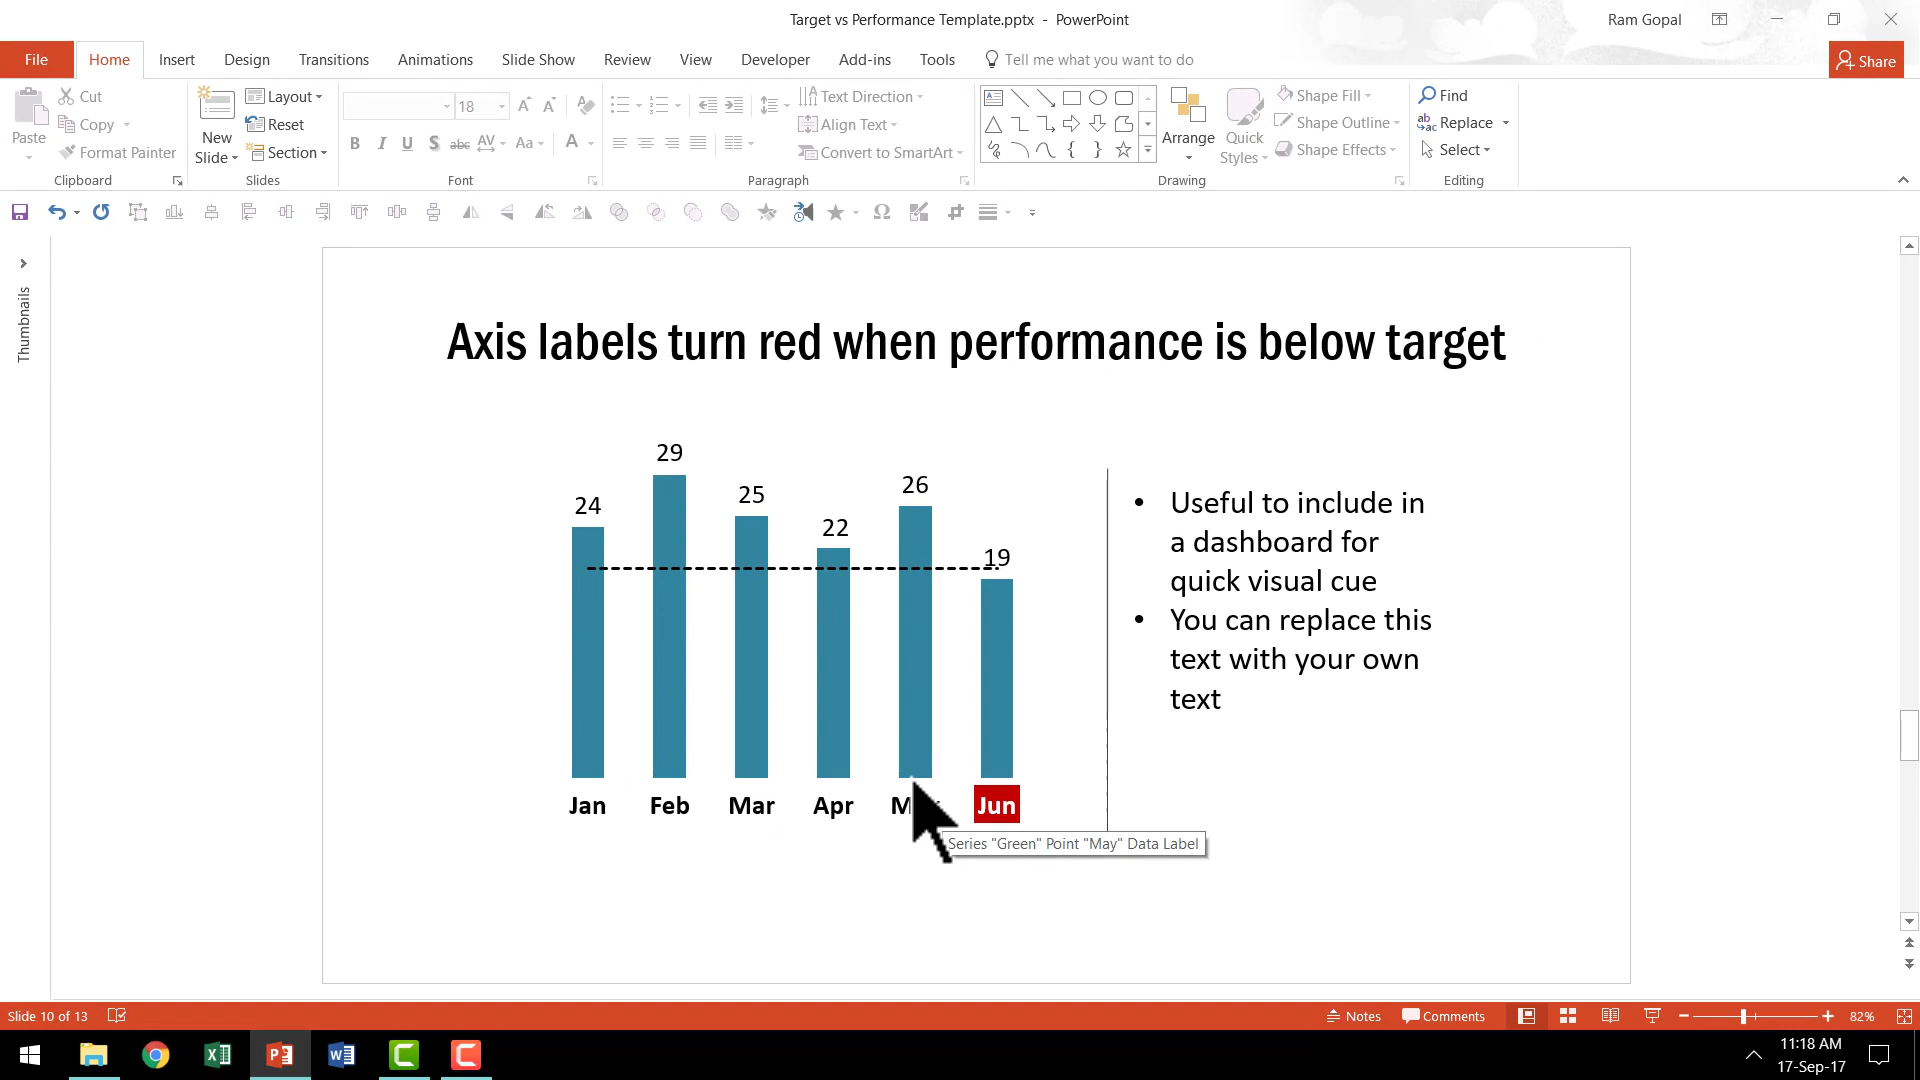 Target vs Performance Template.pptx - PowerPoint
Ram Gopal
File Home Insert Design Transitions Animations Slide Show Review View Developer Add-ins Tools Tell me what you want to do Share
Paste
Cut
Copy
Format Painter
Clipboard
New Slide
Layout
Reset
Section
Slides
18
B I U S abc AV Aa A
Font
Text Direction
Align Text
Convert to SmartArt
Paragraph
Arrange
Quick Styles
Shape Fill
Shape Outline
Shape Effects
Drawing
Find
Replace
Select
Editing
Thumbnails
Axis labels turn red when performance is below target
24 29 25 22 26 19
Jan Feb Mar Apr Jun
Series "Green" Point "May" Data Label
• Useful to include in
a dashboard for
quick visual cue
• You can replace this
text with your own
text
Slide 10 of 13
Notes Comments 82%
11:18 AM
17-Sep-17